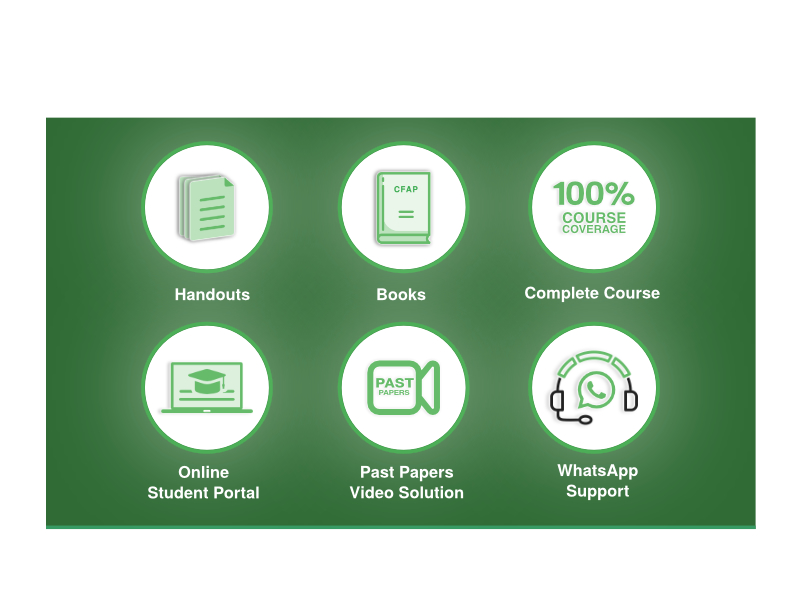 CFAP
100%
COURSE
COVERAGE
Handouts
Books
Complete Course
PAST
PAPERS
Online
Student Portal
Past Papers
Video Solution
WhatsApp
Support